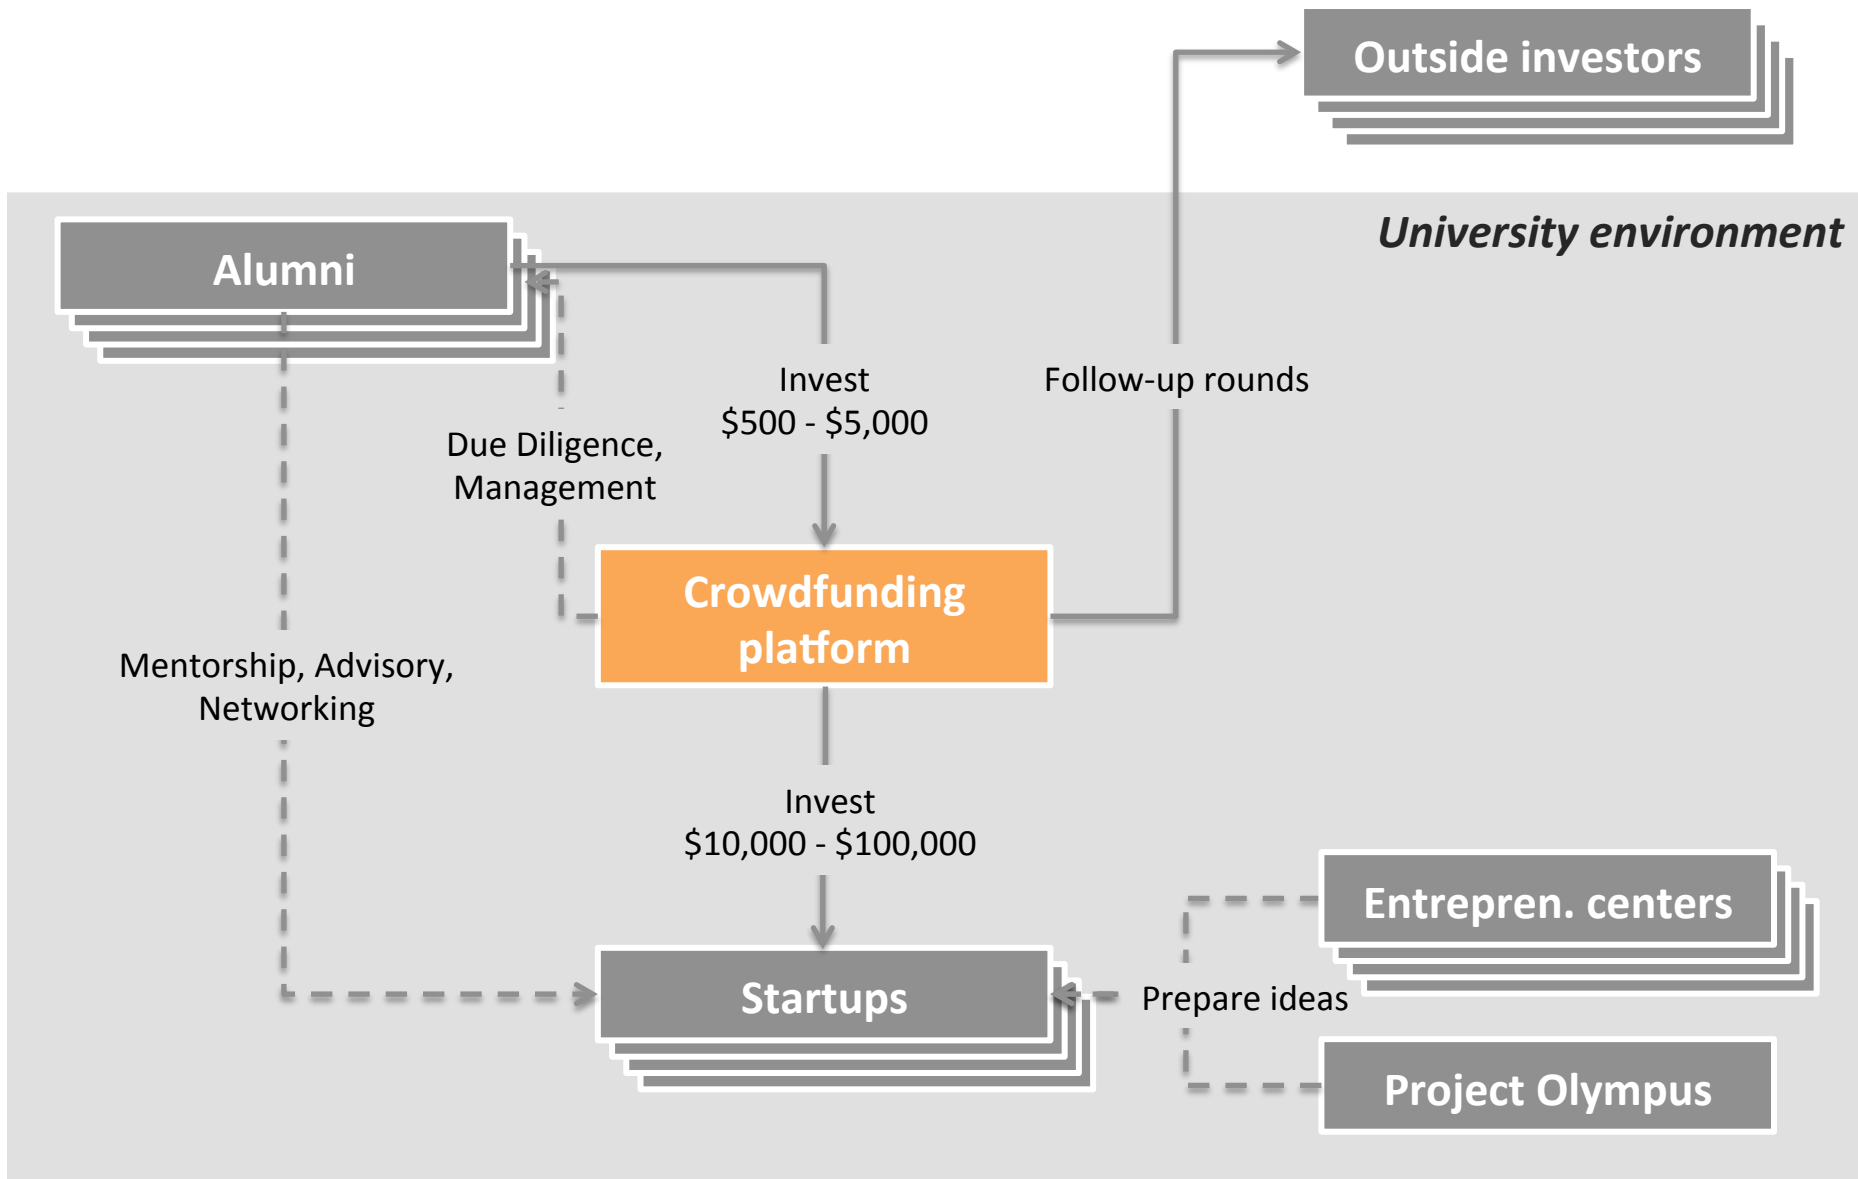 Outside investors
University environment
Alumni
Invest
$500 - $5,000
Follow-up rounds
Due Diligence,
Management
Crowdfunding
platform
Mentorship, Advisory,
Networking
Invest
$10,000 - $100,000
Entrepren. centers
Startups
Prepare ideas
Project Olympus